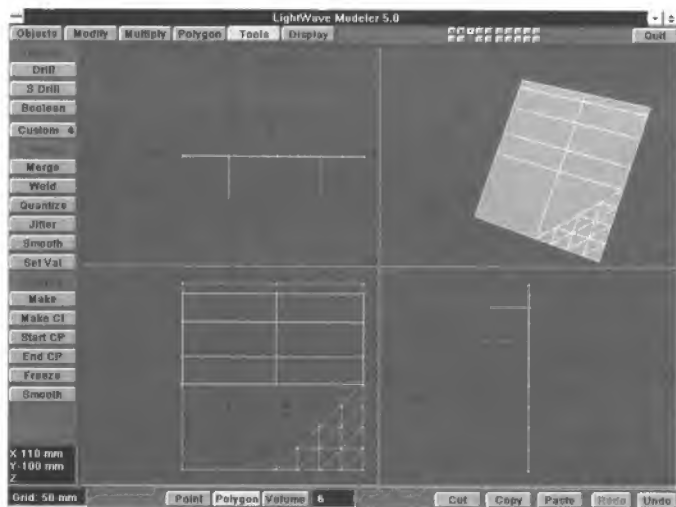 LightWave Modeler 5.0
Objects Modify Multiply Polygon Tools Display Quit
Drill
S Drill
Boolean
Custom
Merge
Weld
Quantize
Jitter
Smooth
Set Val
Make
Make Cl
Start CP
End CP
Freeze
Smooth
X 110 mm
Y-100 mm
Z
Grid: 50 mm Point Polygon Volume 6 Cut Copy Paste Redo Undo